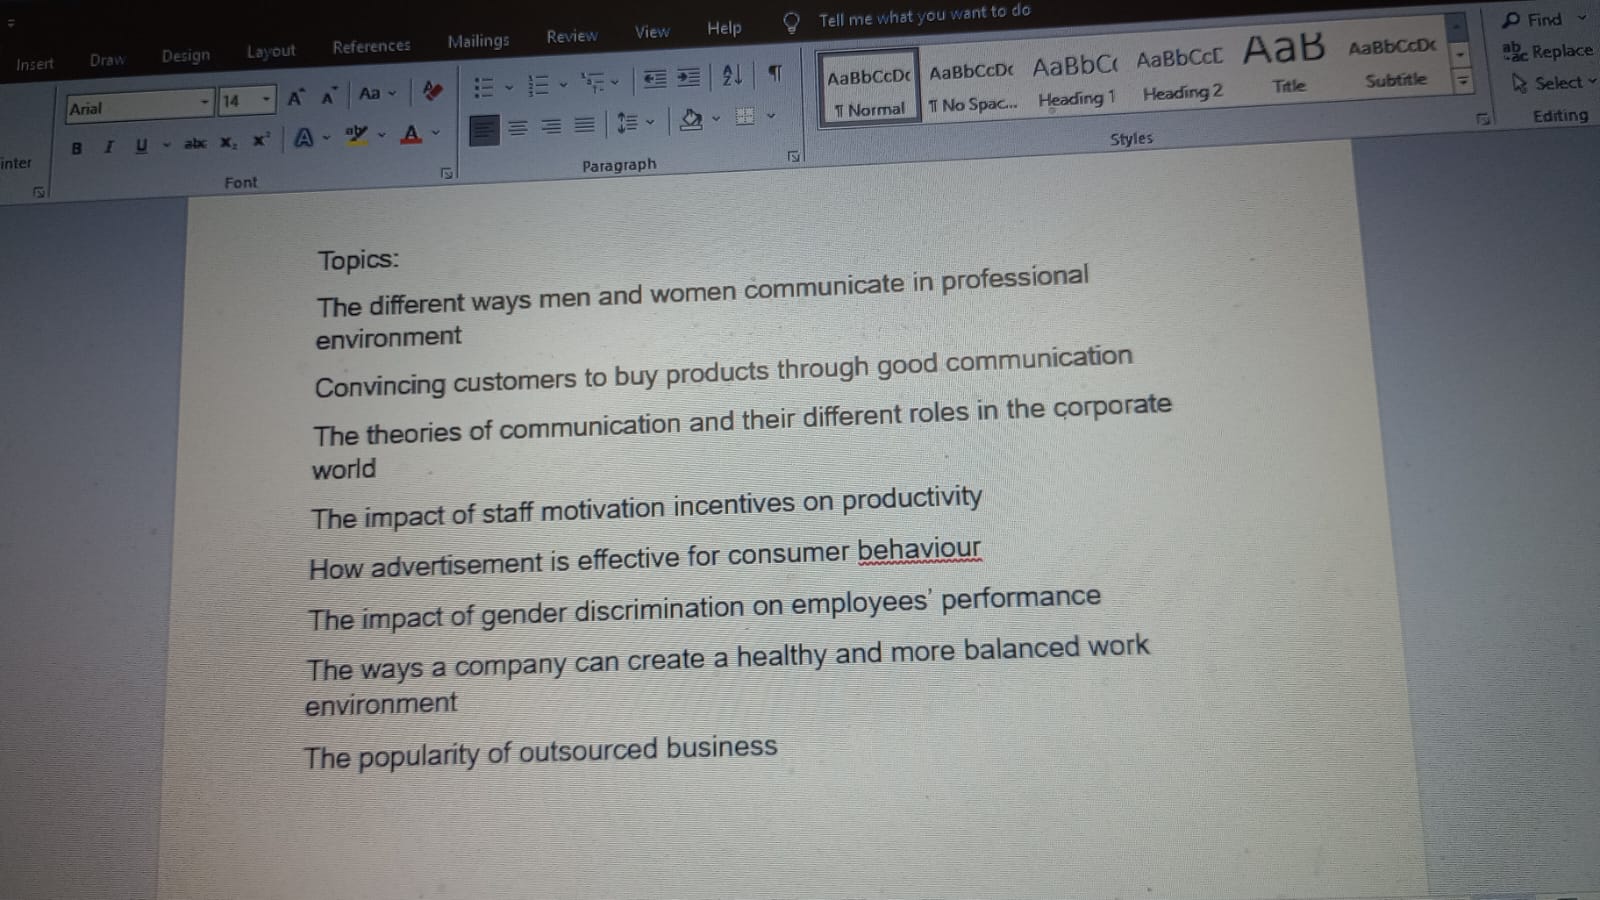 Tell me what you want to do
Insert Draw Design Layout References Mailings Review View Help
Find
Replace
Select
Editing
Arial 14
Aa
B I U abc X₂ X²
A ab A
inter
Font
Paragraph
AaBbCcDc AaBbCcDc AaBbC AaBbCcD AaB AaBbCcDc
¶ Normal ¶ No Spac... Heading 1 Heading 2 Title Subtitle
Styles
Topics:
The different ways men and women communicate in professional
environment
Convincing customers to buy products through good communication
The theories of communication and their different roles in the corporate
world
The impact of staff motivation incentives on productivity
How advertisement is effective for consumer behaviour
The impact of gender discrimination on employees’ performance
The ways a company can create a healthy and more balanced work
environment
The popularity of outsourced business